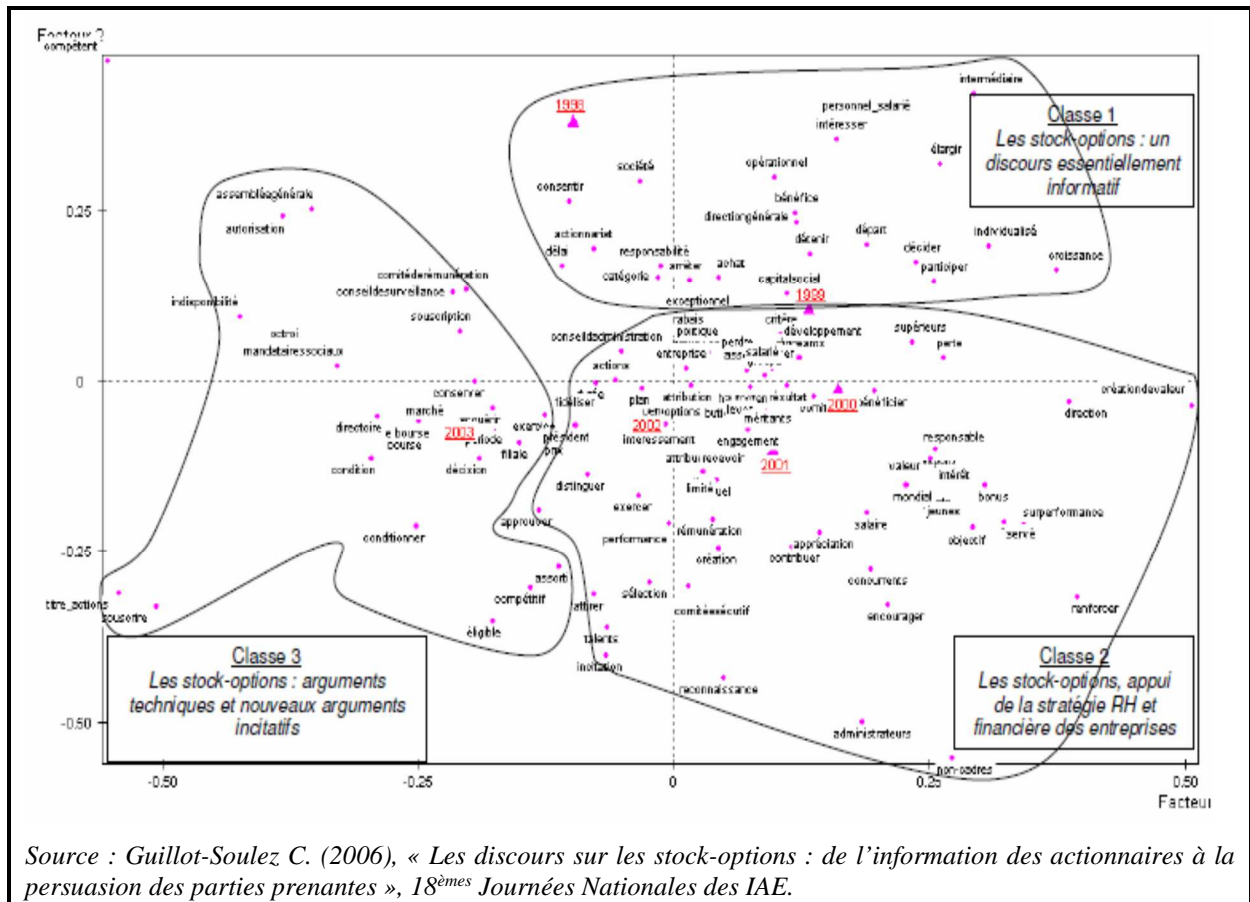 compétent
intermédiaire
personnel_salarié
1998
intéresser
Classe 1
Les stock-options : un
discours essentiellement
informatif
société
opérationnel
élargir
consentir
bénéfice
assembléegénérale
0.25
directiongénérale
autorisation
actionnariat
départ
individualisé
détenir
délai
responsabilité
décider
croissance
catégorie
arrêter
achat
participer
comitéderémunération
capitalsocial
conseildesurveillance
1999
indisponibilité
exceptionnel
souscription
rabais
critère
octroi
politique
développement
supérieurs
conseildadministration
mandatairessociaux
entreprise
salarié
perte
actions
0
créationdevaleur
conserver
plan
attribution
résultat
2000
bénéficier
fidéliser
direction
marché
méritants
directoire
2003
période
exercice
président
prix
2002
intéressement
engagement
bourse
filiale
responsable
condition
décision
recevoir
2001
valeur
intérêt
distinguer
limité
mondial
bonus
exercer
jeunes
surperformance
approuver
salaire
servé
conditionner
performance
rémunération
objectif
-0.25
création
appréciation
contribuer
assorti
concurrents
compétitif
sélection
titre_actions
attirer
comitéexécutif
renforcer
souscrire
encourager
éligible
talents
incitation
Classe 3
Les stock-options : arguments
techniques et nouveaux arguments
incitatifs
Classe 2
Les stock-options, appui
de la stratégie RH et
financière des entreprises
reconnaissance
-0.50
administrateurs
non-cadres
-0.50
-0.25
0
0.25
0.50
Facteur
Source : Guillot-Soulez C. (2006), « Les discours sur les stock-options : de l’information des actionnaires à la
persuasion des parties prenantes », 18èmes Journées Nationales des IAE.